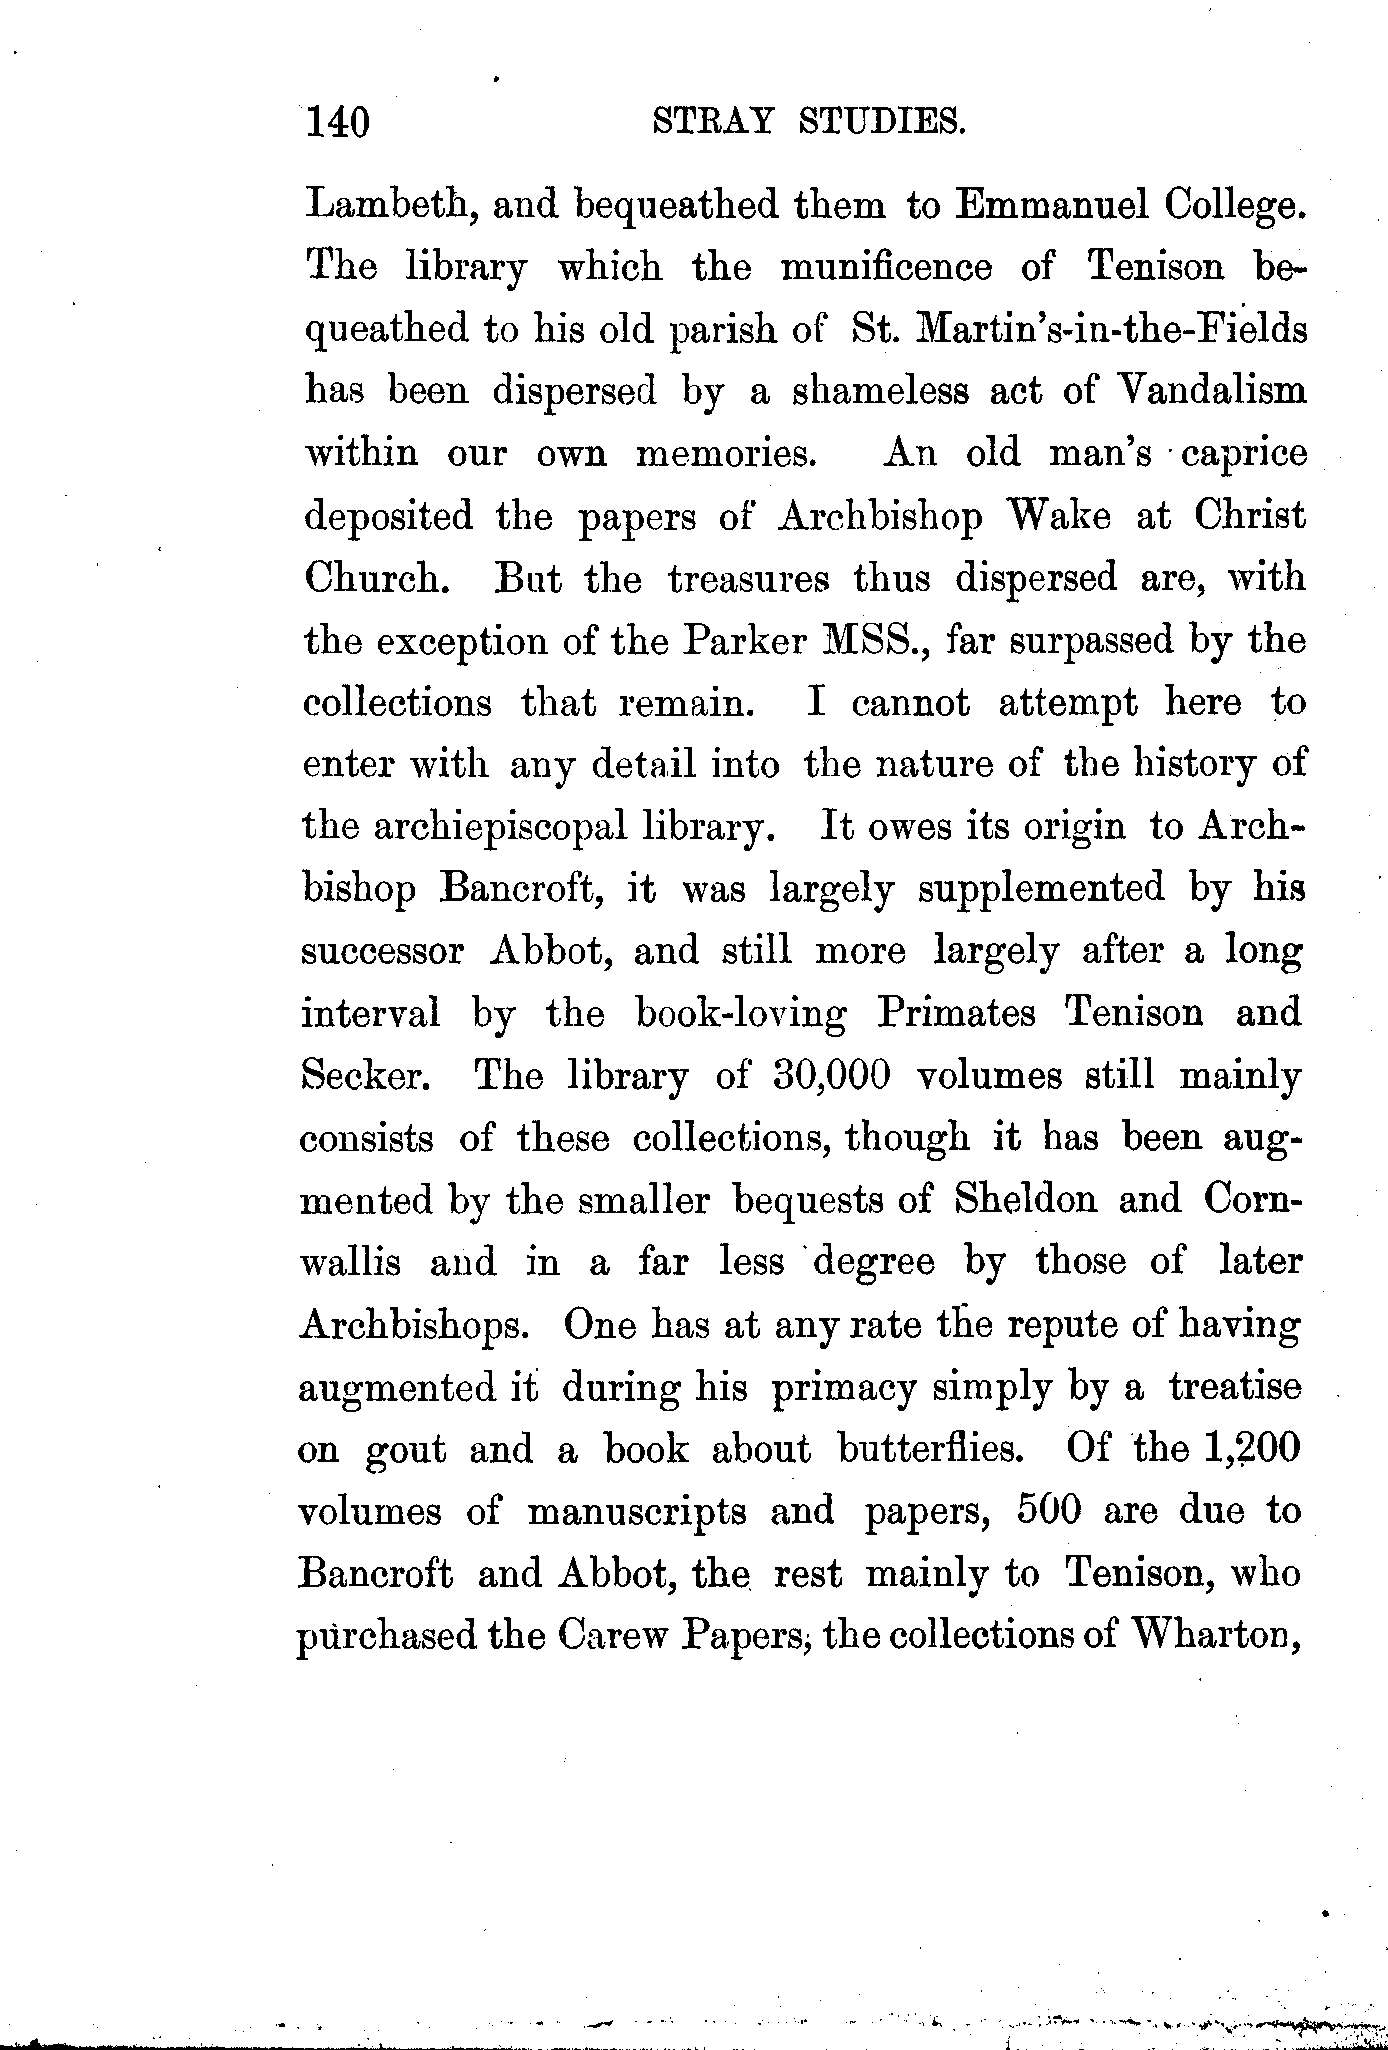 140 STRAY STUDIES.
Lambeth, and bequeathed them to Emmanuel College.
The library which the munificence of Tenison be-
queathed to his old parish of St. Martin's-in-the-Fields
has been dispersed by a shameless act of Vandalism
within our own memories. An old man's caprice
deposited the papers of Archbishop Wake at Christ
Church. But the treasures thus dispersed are, with
the exception of the Parker MSS., far surpassed by the
collections that remain. I cannot attempt here to
enter with any detail into the nature of the history of
the archiepiscopal library. It owes its origin to Arch-
bishop Bancroft, it was largely supplemented by his
successor Abbot, and still more largely after a long
interval by the book-loving Primates Tenison and
Secker. The library of 30,000 volumes still mainly
consists of these collections, though it has been aug-
mented by the smaller bequests of Sheldon and Corn-
wallis and in a far less degree by those of later
Archbishops. One has at any rate the repute of having
augmented it during his primacy simply by a treatise
on gout and a book about butterflies. Of the 1,200
volumes of manuscripts and papers, 500 are due to
Bancroft and Abbot, the rest mainly to Tenison, who
purchased the Carew Papers, the collections of Wharton,